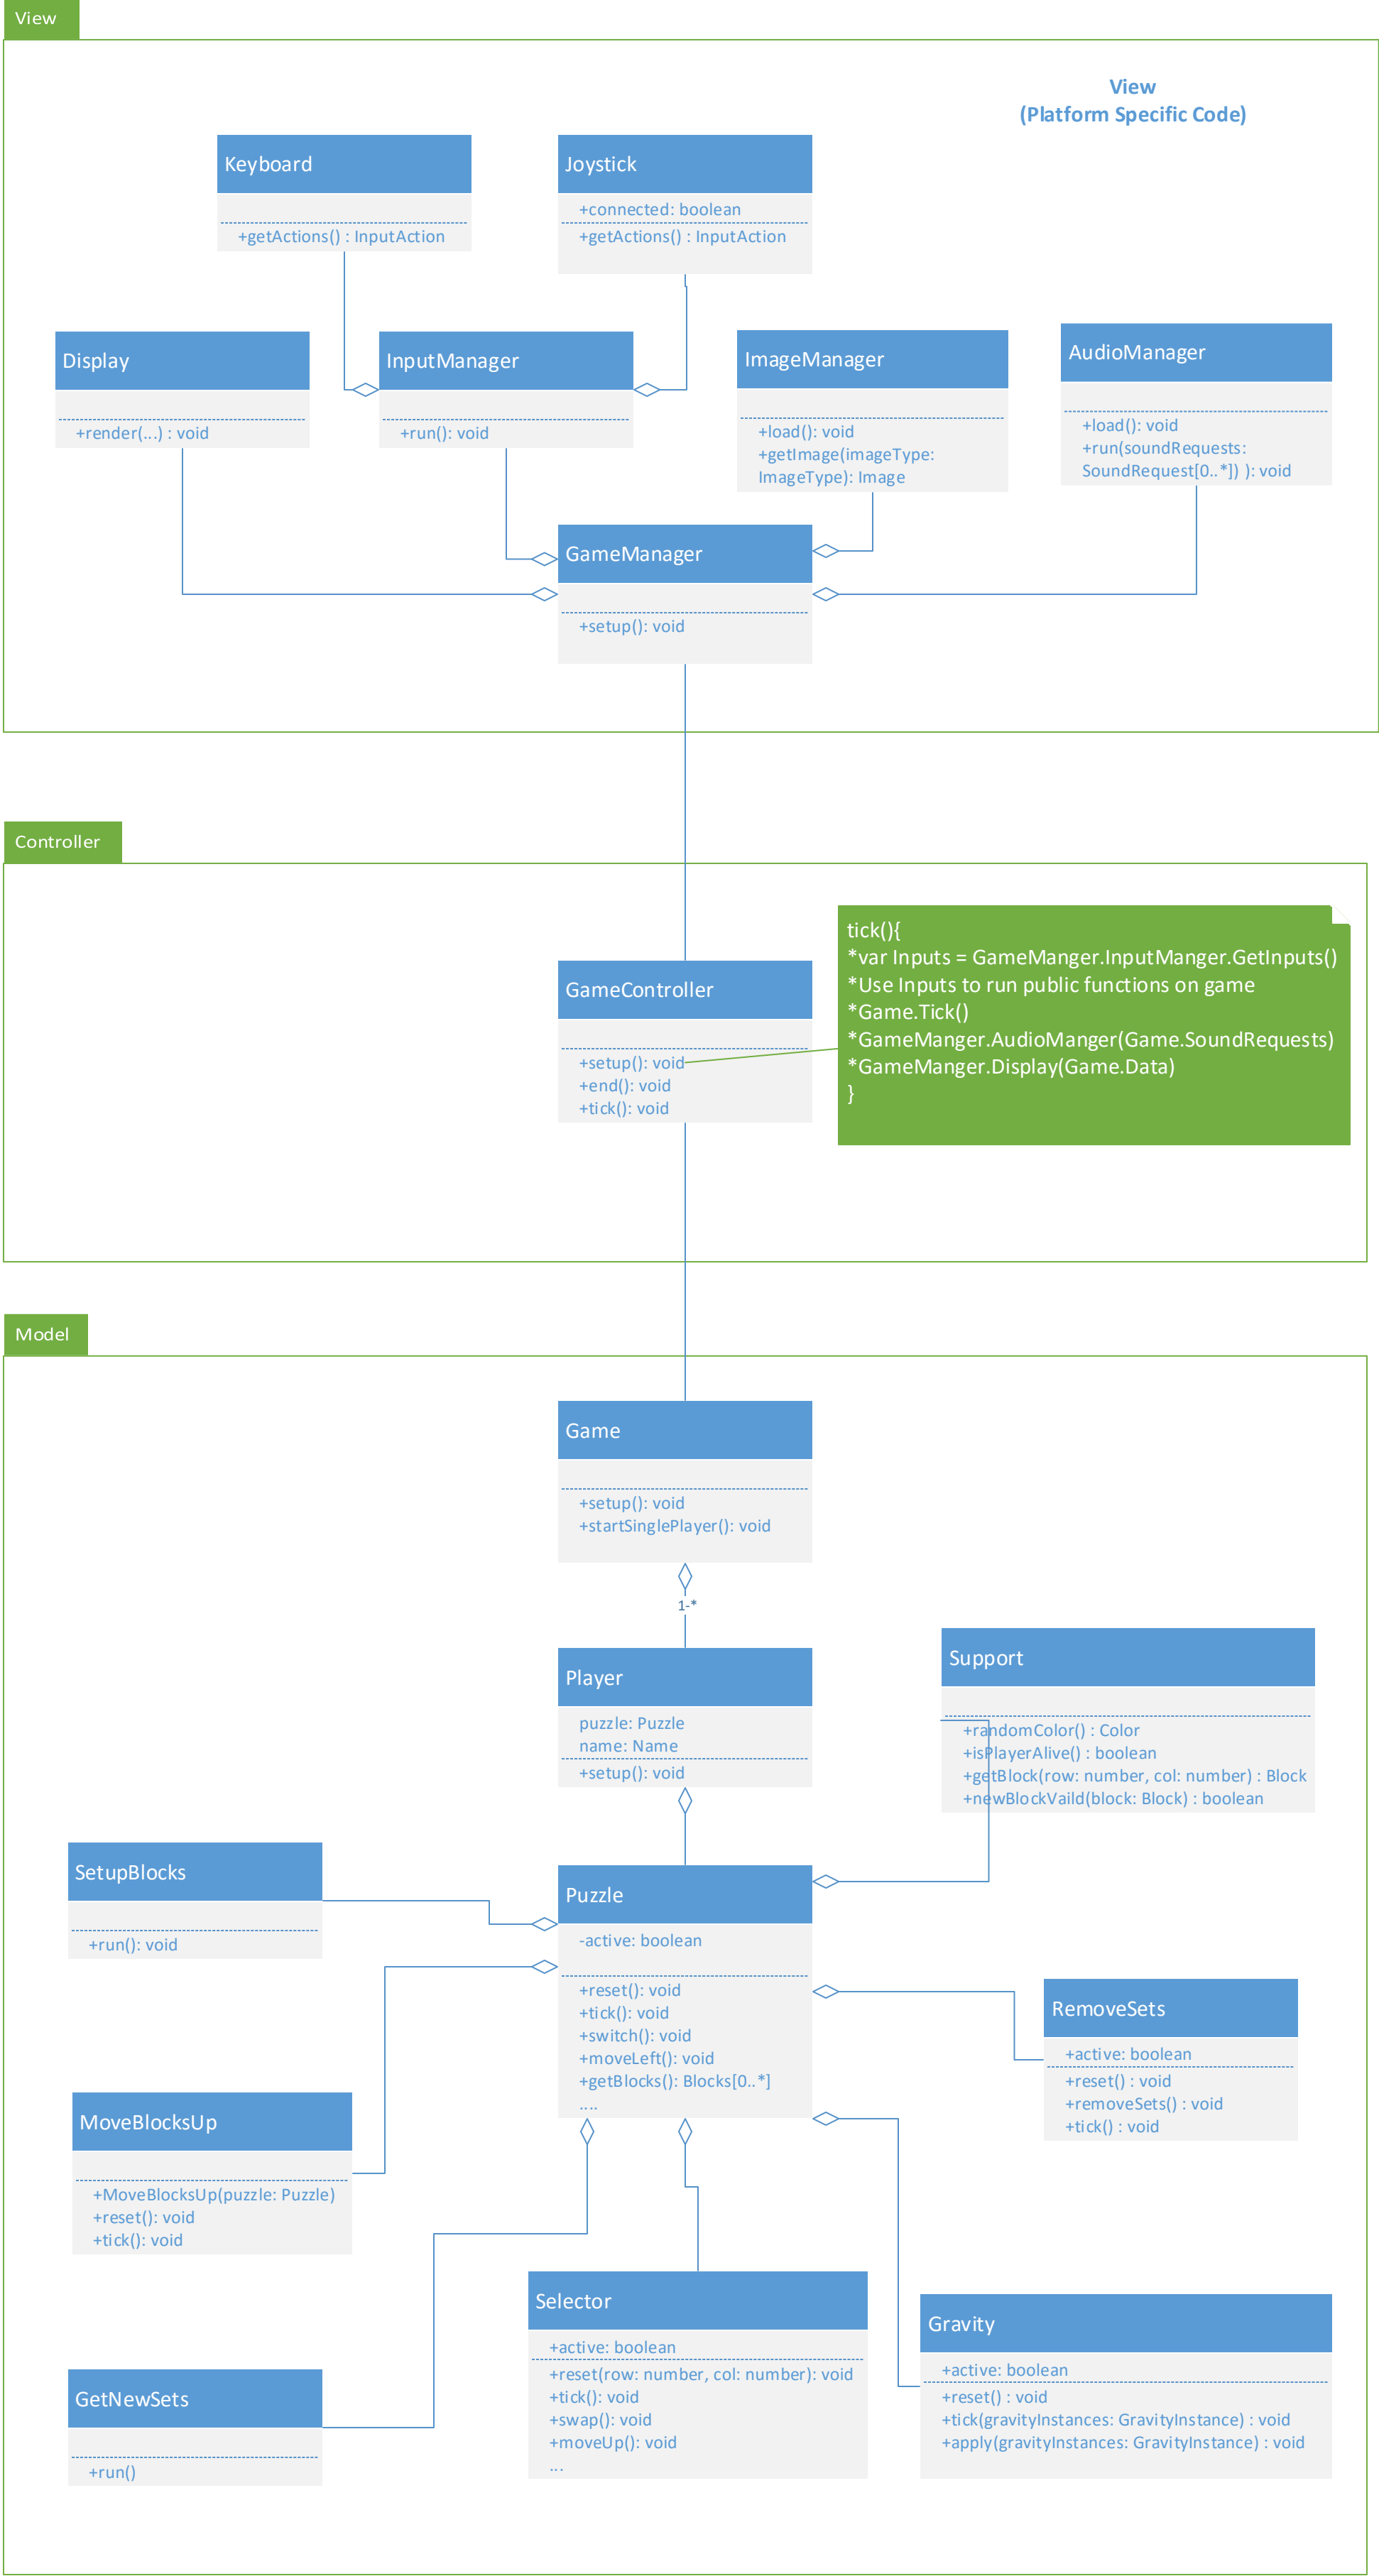 View
View
(Platform Specific Code)
Keyboard
+getActions() : InputAction
Joystick
+connected: boolean
+getActions() : InputAction
Display
+render(...) : void
InputManager
+run(): void
ImageManager
+load(): void
+getImage(imageType:
ImageType): Image
AudioManager
+load(): void
+run(soundRequests:
SoundRequest[0..*]) ): void
GameManager
+setup(): void
Controller
GameController
+setup(): void
+end(): void
+tick(): void
tick(){
*var Inputs = GameManger.InputManger.GetInputs()
*Use Inputs to run public functions on game
*Game.Tick()
*GameManger.AudioManger(Game.SoundRequests)
*GameManger.Display(Game.Data)
}
Model
Game
+setup(): void
+startSinglePlayer(): void
1-*
Player
puzzle: Puzzle
name: Name
+setup(): void
Support
+randomColor() : Color
+isPlayerAlive() : boolean
+getBlock(row: number, col: number) : Block
+newBlockVaild(block: Block) : boolean
SetupBlocks
+run(): void
Puzzle
-active: boolean
+reset(): void
+tick(): void
+switch(): void
+moveLeft(): void
+getBlocks(): Blocks[0..*]
....
RemoveSets
+active: boolean
+reset() : void
+removeSets() : void
+tick() : void
MoveBlocksUp
+MoveBlocksUp(puzzle: Puzzle)
+reset(): void
+tick(): void
Selector
+active: boolean
+reset(row: number, col: number): void
+tick(): void
+swap(): void
+moveUp(): void
...
Gravity
+active: boolean
+reset() : void
+tick(gravityInstances: GravityInstance) : void
+apply(gravityInstances: GravityInstance) : void
GetNewSets
+run()